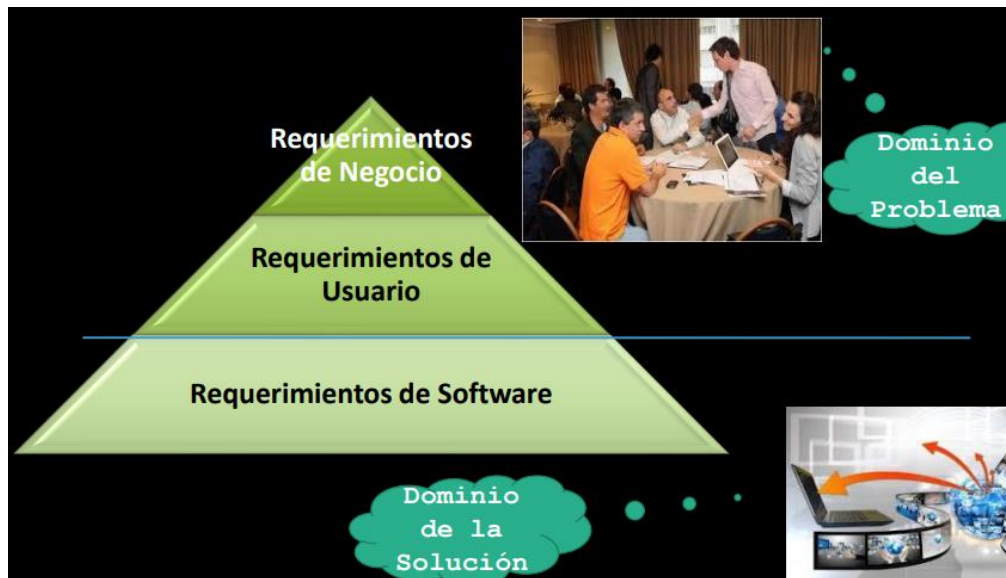 Requerimientos
de Negocio
Dominio
del
Problema
Requerimientos de
Usuario
Requerimientos de Software
Dominio
de la
Solución